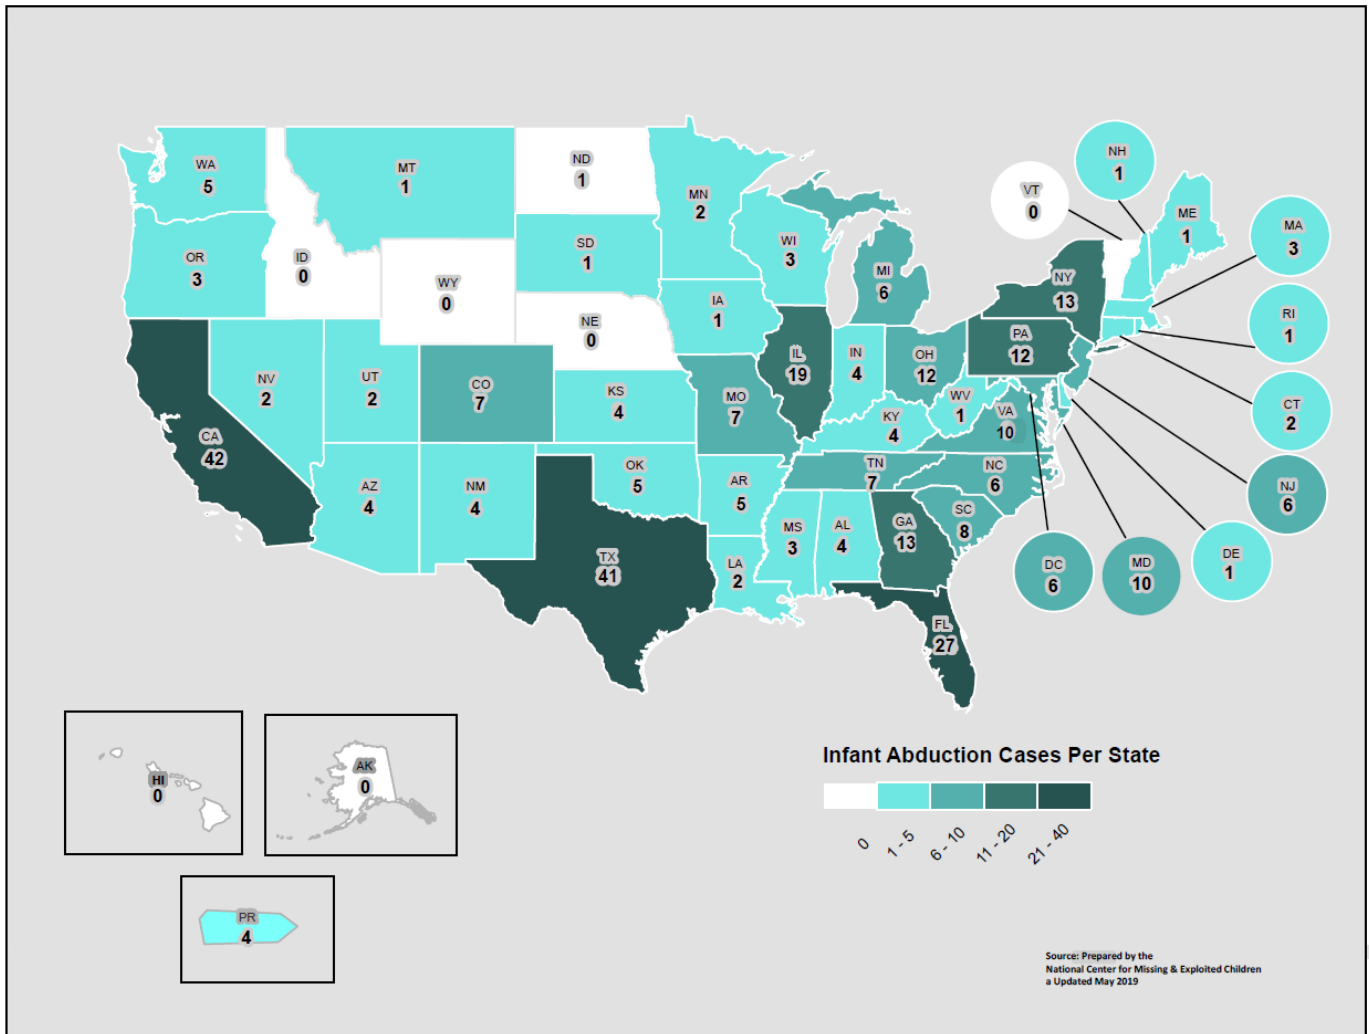 WA
5
MT
1
ND
1
MN
2
VT
0
NH
1
ME
1
MA
3
OR
3
ID
0
WY
0
SD
1
WI
3
MI
6
NY
13
RI
1
NE
0
IA
1
IL
19
IN
4
OH
12
PA
12
CT
2
NV
2
UT
2
CO
7
KS
4
MO
7
KY
4
WV
1
VA
10
NJ
6
CA
42
AZ
4
NM
4
OK
5
AR
5
TN
7
NC
6
SC
8
MS
3
AL
4
GA
13
DC
6
MD
10
DE
1
TX
41
LA
2
FL
27
HI
0
AK
0
PR
4
Infant Abduction Cases Per State
0
1 - 5
6 - 10
11 - 20
21 - 40
Source: Prepared by the
National Center for Missing & Exploited Children
a Updated May 2019